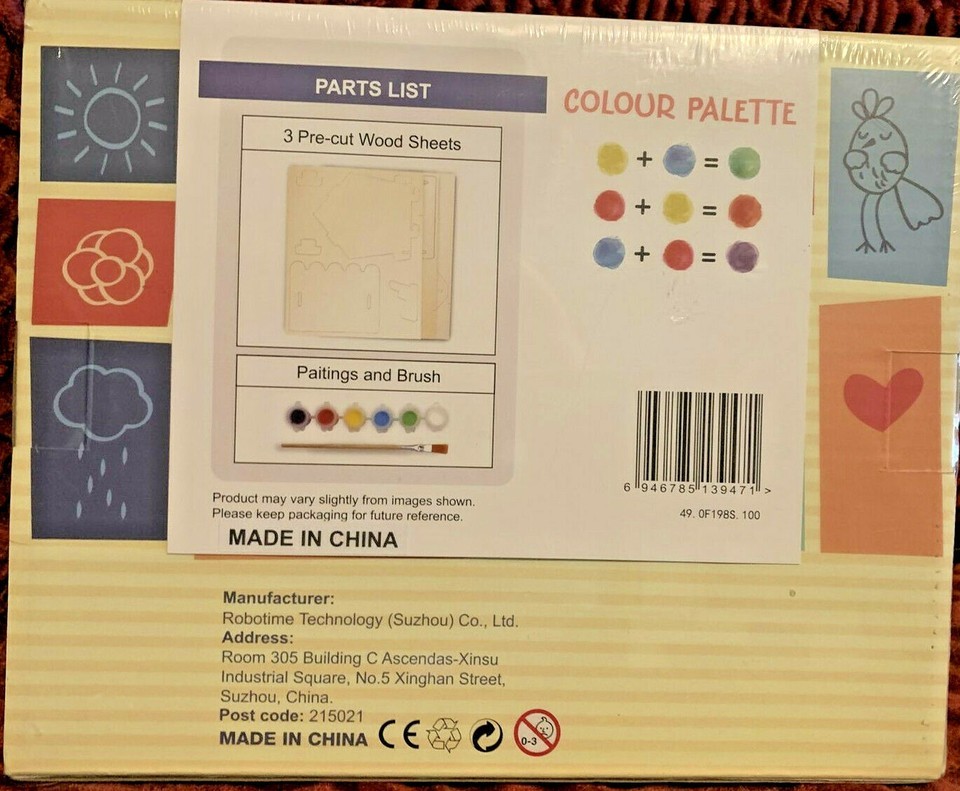 PARTS LIST
3 Pre-cut Wood Sheets
Paitings and Brush
Product may vary slightly from images shown.
Please keep packaging for future reference.
MADE IN CHINA
COLOUR PALETTE
+ =
+ =
+ =
6 946785 139471 >
49. 0F198S. 100
Manufacturer:
Robotime Technology (Suzhou) Co., Ltd.
Address:
Room 305 Building C Ascendas-Xinsu
Industrial Square, No.5 Xinghan Street,
Suzhou, China.
Post code: 215021
MADE IN CHINA CE
0-3